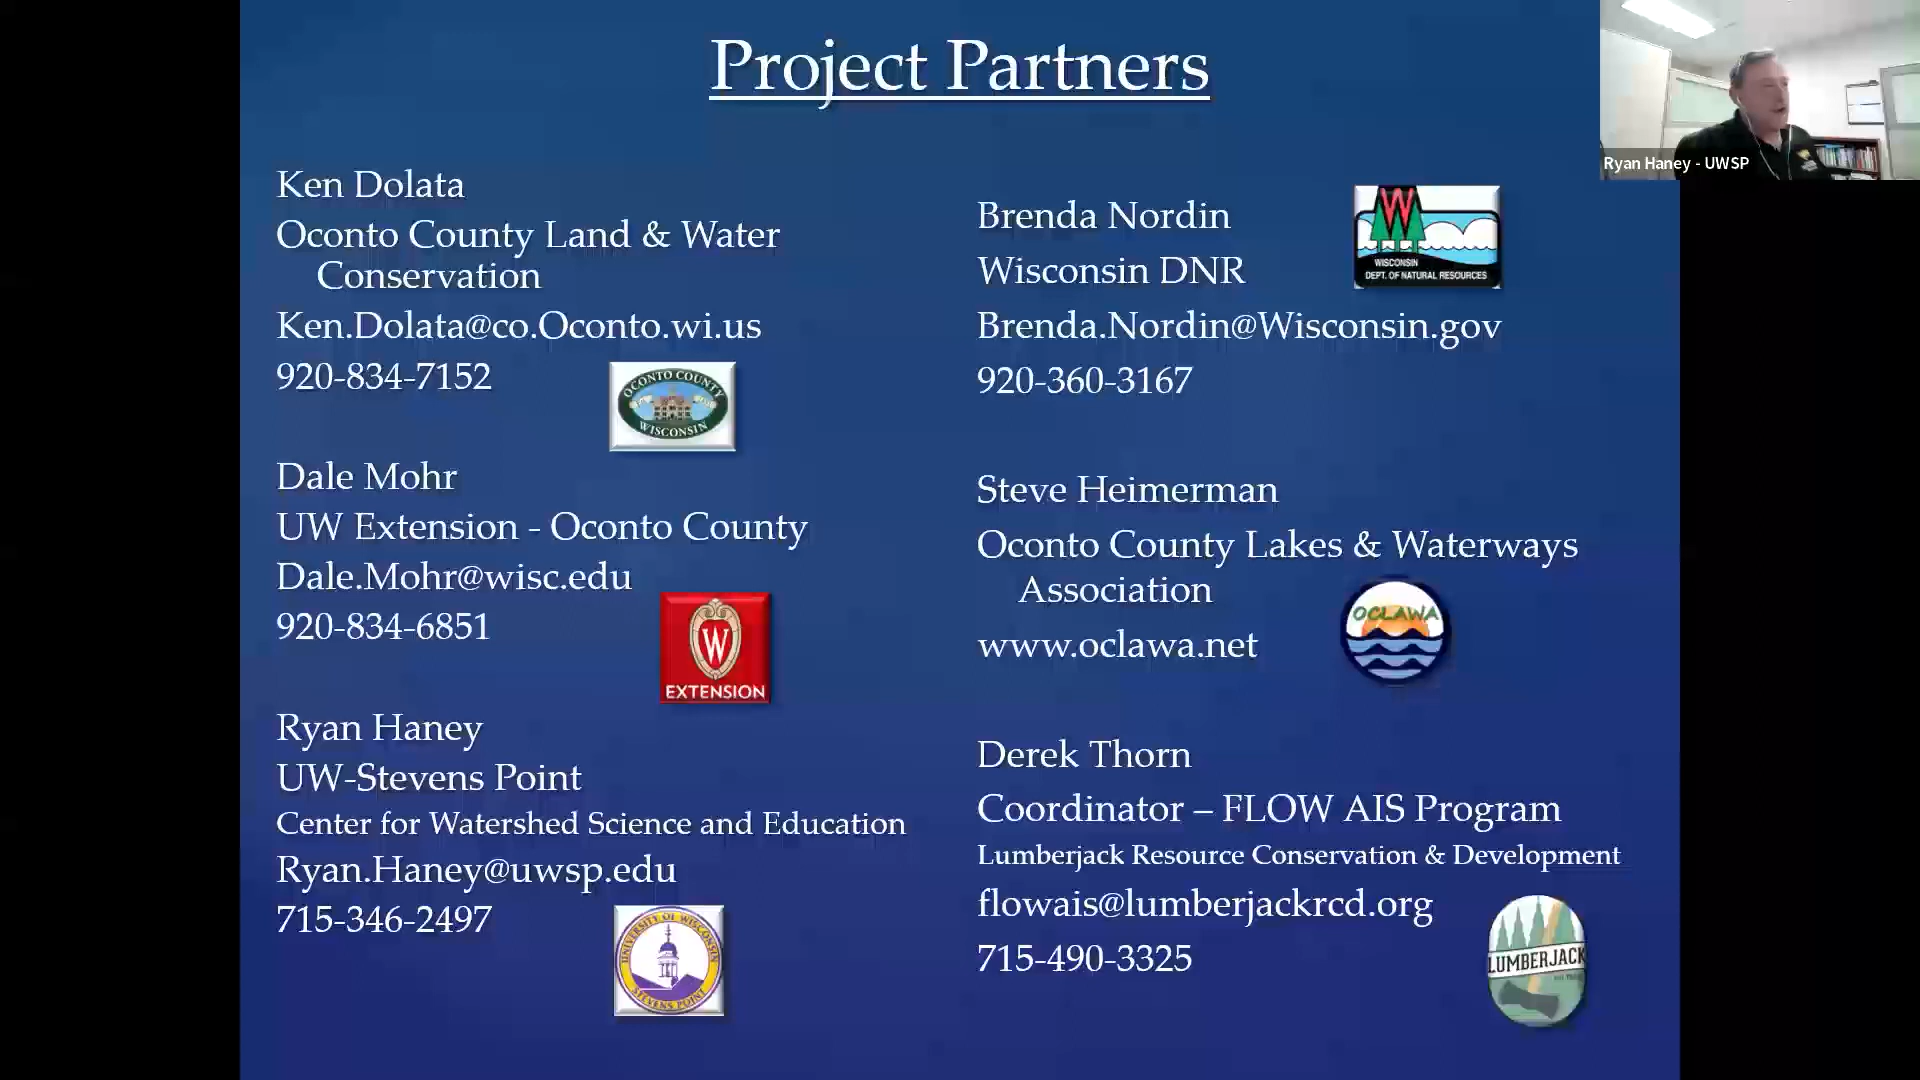 Project Partners
Ken Dolata
Oconto County Land & Water
Conservation
Ken.Dolata@co.Oconto.wi.us
920-834-7152
OCONTO COUNTY
WISCONSIN
Dale Mohr
UW Extension - Oconto County
Dale.Mohr@wisc.edu
920-834-6851
W
EXTENSION
Ryan Haney
UW-Stevens Point
Center for Watershed Science and Education
Ryan.Haney@uwsp.edu
715-346-2497
UNIVERSITY OF WISCONSIN
STEVENS POINT
Brenda Nordin
Wisconsin DNR
Brenda.Nordin@Wisconsin.gov
920-360-3167
W
WISCONSIN
DEPT. OF NATURAL RESOURCES
Steve Heimerman
Oconto County Lakes & Waterways
Association
www.oclawa.net
OCLAWA
Derek Thorn
Coordinator – FLOW AIS Program
Lumberjack Resource Conservation & Development
flowais@lumberjackrcd.org
715-490-3325
LUMBERJACK
Ryan Haney - UWSP